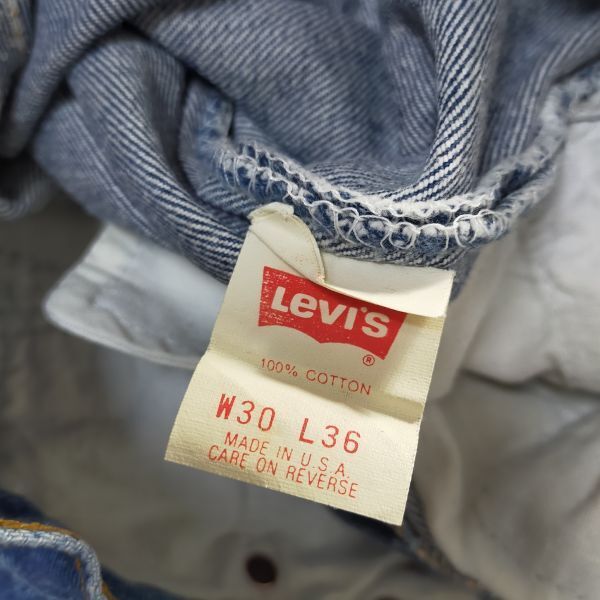 Levi's
®
100% COTTON
W30 L36
MADE IN U.S.A.
CARE ON REVERSE